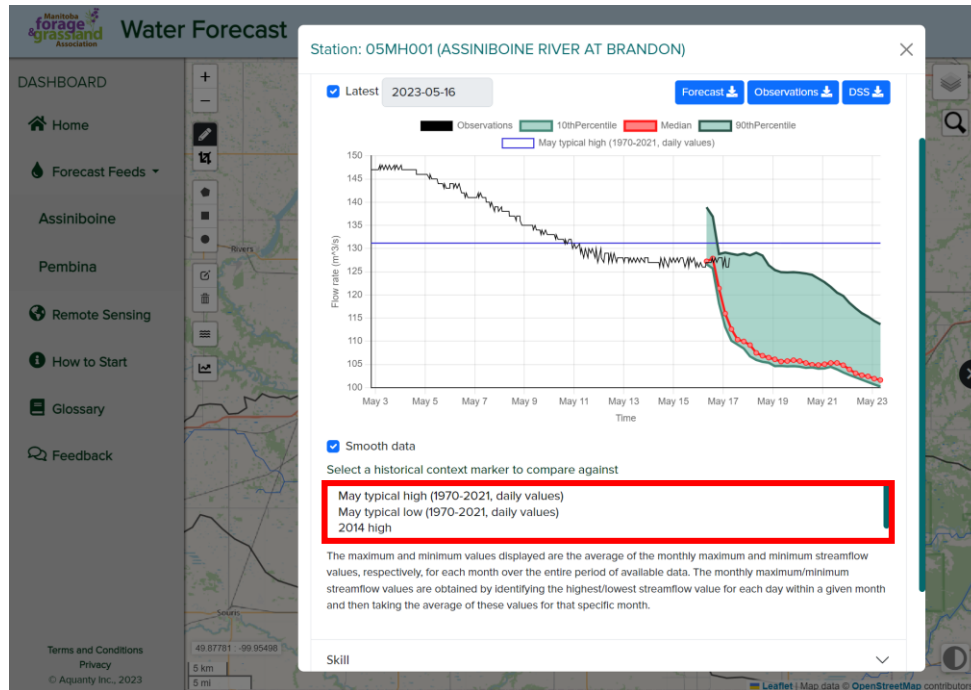 Manitoba
forage
&grassland
Association
Water Forecast
DASHBOARD
Home
Forecast Feeds
Assiniboine
Pembina
Remote Sensing
How to Start
Glossary
Feedback
Terms and Conditions
Privacy
© Aquanty Inc., 2023
+
−
Rivers
Souris
49.87781 : -99.95498
5 km
5 mi
Station: 05MH001 (ASSINIBOINE RIVER AT BRANDON)
Latest 2023-05-16
Forecast Observations DSS
Observations 10thPercentile Median 90thPercentile
May typical high (1970-2021, daily values)
Flow rate (m^3/s)
150
145
140
135
130
125
120
115
110
105
100
May 3 May 5 May 7 May 9 May 11 May 13 May 15 May 17 May 19 May 21 May 23
Time
Smooth data
Select a historical context marker to compare against
May typical high (1970-2021, daily values)
May typical low (1970-2021, daily values)
2014 high
The maximum and minimum values displayed are the average of the monthly maximum and minimum streamflow
values, respectively, for each month over the entire period of available data. The monthly maximum/minimum
streamflow values are obtained by identifying the highest/lowest streamflow value for each day within a given month
and then taking the average of these values for that specific month.
Skill
Leaflet | Map data © OpenStreetMap contributors